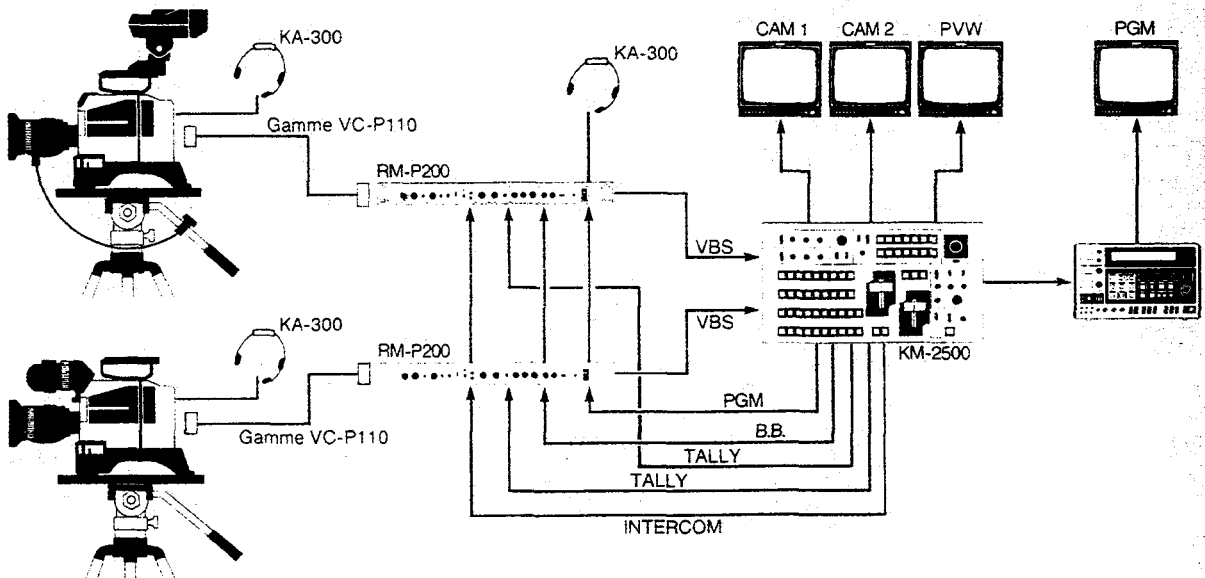 KA-300
KA-300
CAM 1
CAM 2
PVW
PGM
Gamme VC-P110
RM-P200
VBS
KA-300
RM-P200
VBS
KM-2500
PGM
Gamme VC-P110
B.B.
TALLY
TALLY
INTERCOM